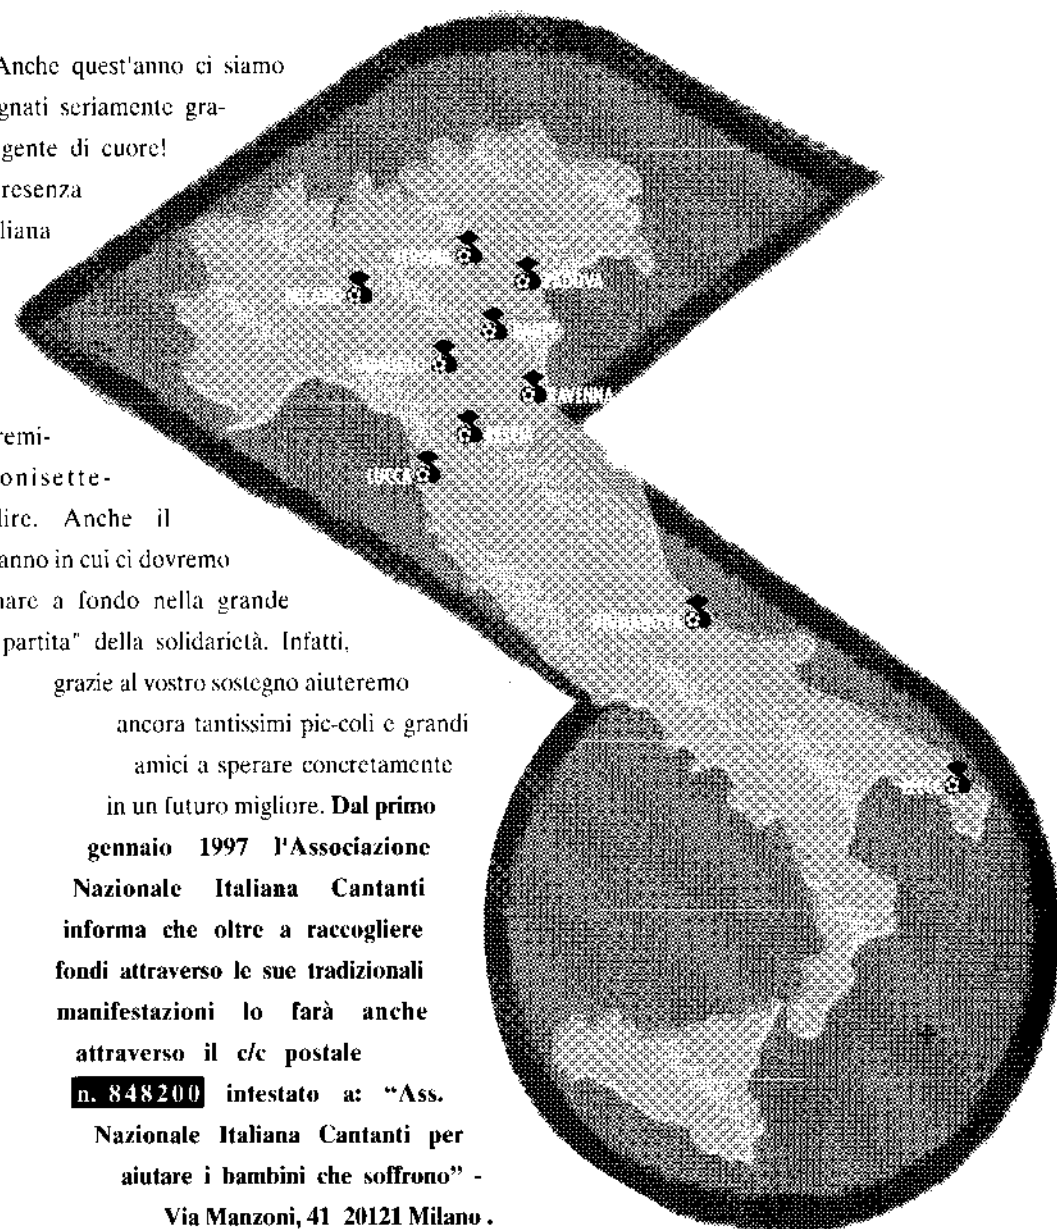 Anche quest'anno ci siamo
gnati seriamente gra-
gente di cuore!
resenza
liana
remi-
onisette-
lire. Anche il
anno in cui ci dovremo
nare a fondo nella grande
partita" della solidarietà. Infatti,
grazie al vostro sostegno aiuteremo
ancora tantissimi pic-coli e grandi
amici a sperare concretamente
in un futuro migliore. Dal primo
gennaio 1997 l'Associazione
Nazionale Italiana Cantanti
informa che oltre a raccogliere
fondi attraverso le sue tradizionali
manifestazioni lo farà anche
attraverso il c/c postale
n. 848200 intestato a: “Ass.
Nazionale Italiana Cantanti per
aiutare i bambini che soffrono” -
Via Manzoni, 41 20121 Milano .
PADOVA
RAVENNA
LUCCA